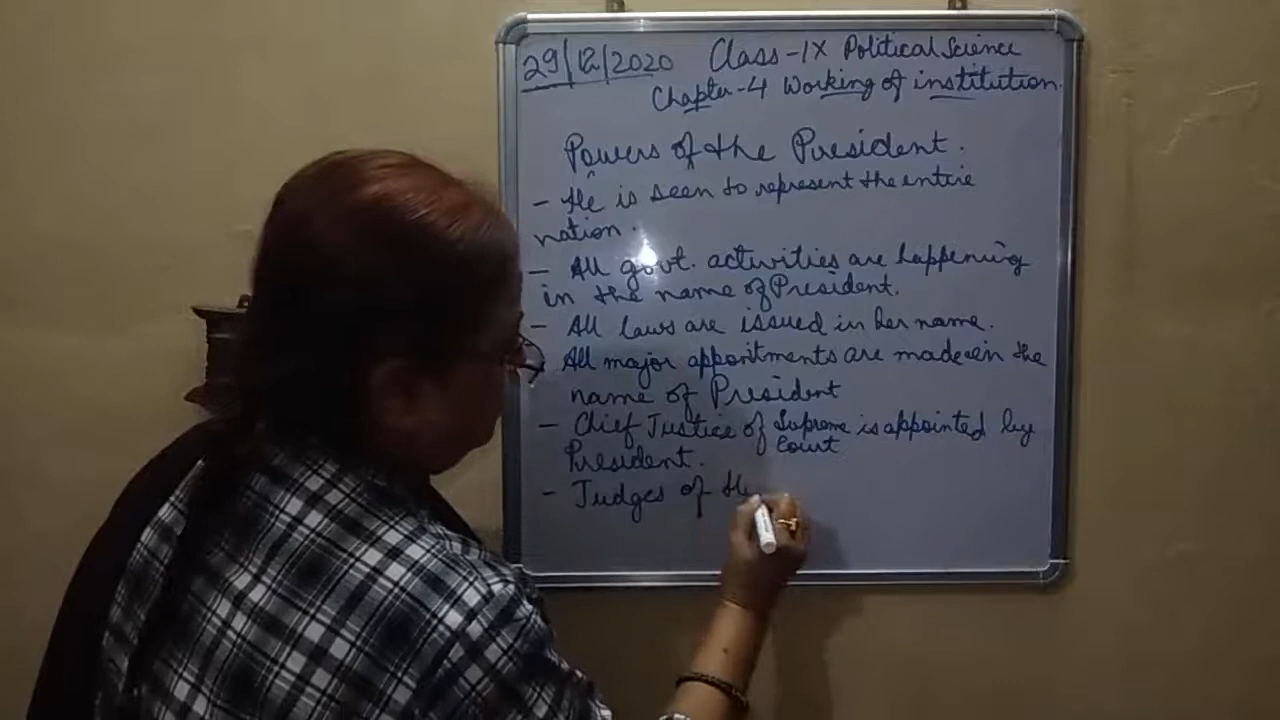 29/12/2020 Class-IX Political Science
Chapter-4 Working of institution.
Powers of the President.
- He is seen to represent the entire
nation.
- All govt. activities are happening
in the name of President.
- All laws are issued in her name.
All major appointments are made in the
name of President
- Chief Justice of Supreme is appointed by
Court
President.
- Judges of